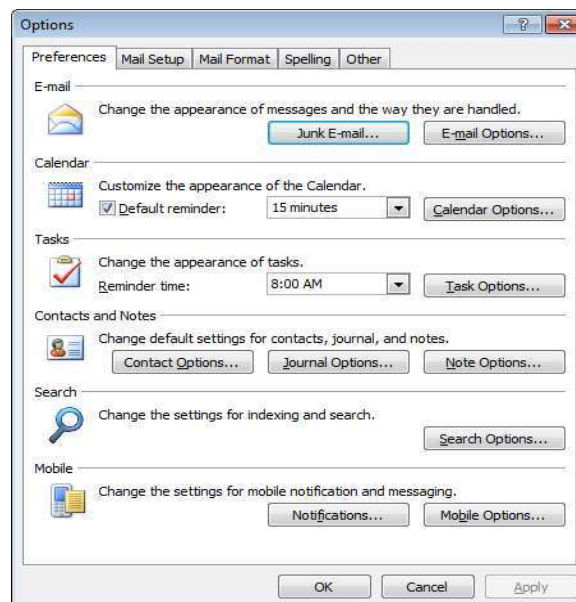 Options
Preferences Mail Setup Mail Format Spelling Other
E-mail
Change the appearance of messages and the way they are handled.
Junk E-mail... E-mail Options...
Calendar
Customize the appearance of the Calendar.
Default reminder: 15 minutes Calendar Options...
Tasks
Change the appearance of tasks.
Reminder time: 8:00 AM Task Options...
Contacts and Notes
Change default settings for contacts, journal, and notes.
Contact Options... Journal Options... Note Options...
Search
Change the settings for indexing and search.
Search Options...
Mobile
Change the settings for mobile notification and messaging.
Notifications... Mobile Options...
OK Cancel Apply